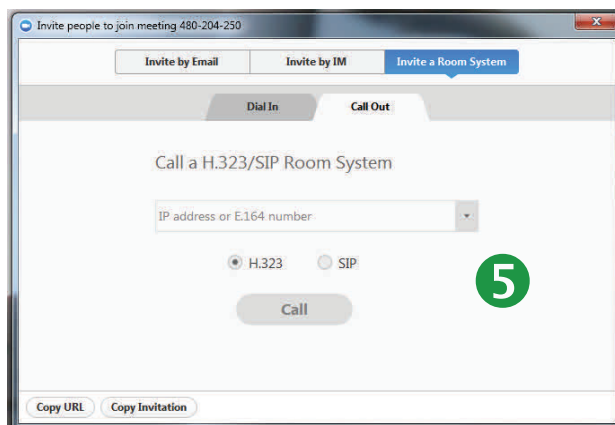 Invite people to join meeting 480-204-250
Invite by Email Invite by IM Invite a Room System
Dial In Call Out
Call a H.323/SIP Room System
IP address or E.164 number
H.323 SIP
5
Call
Copy URL Copy Invitation